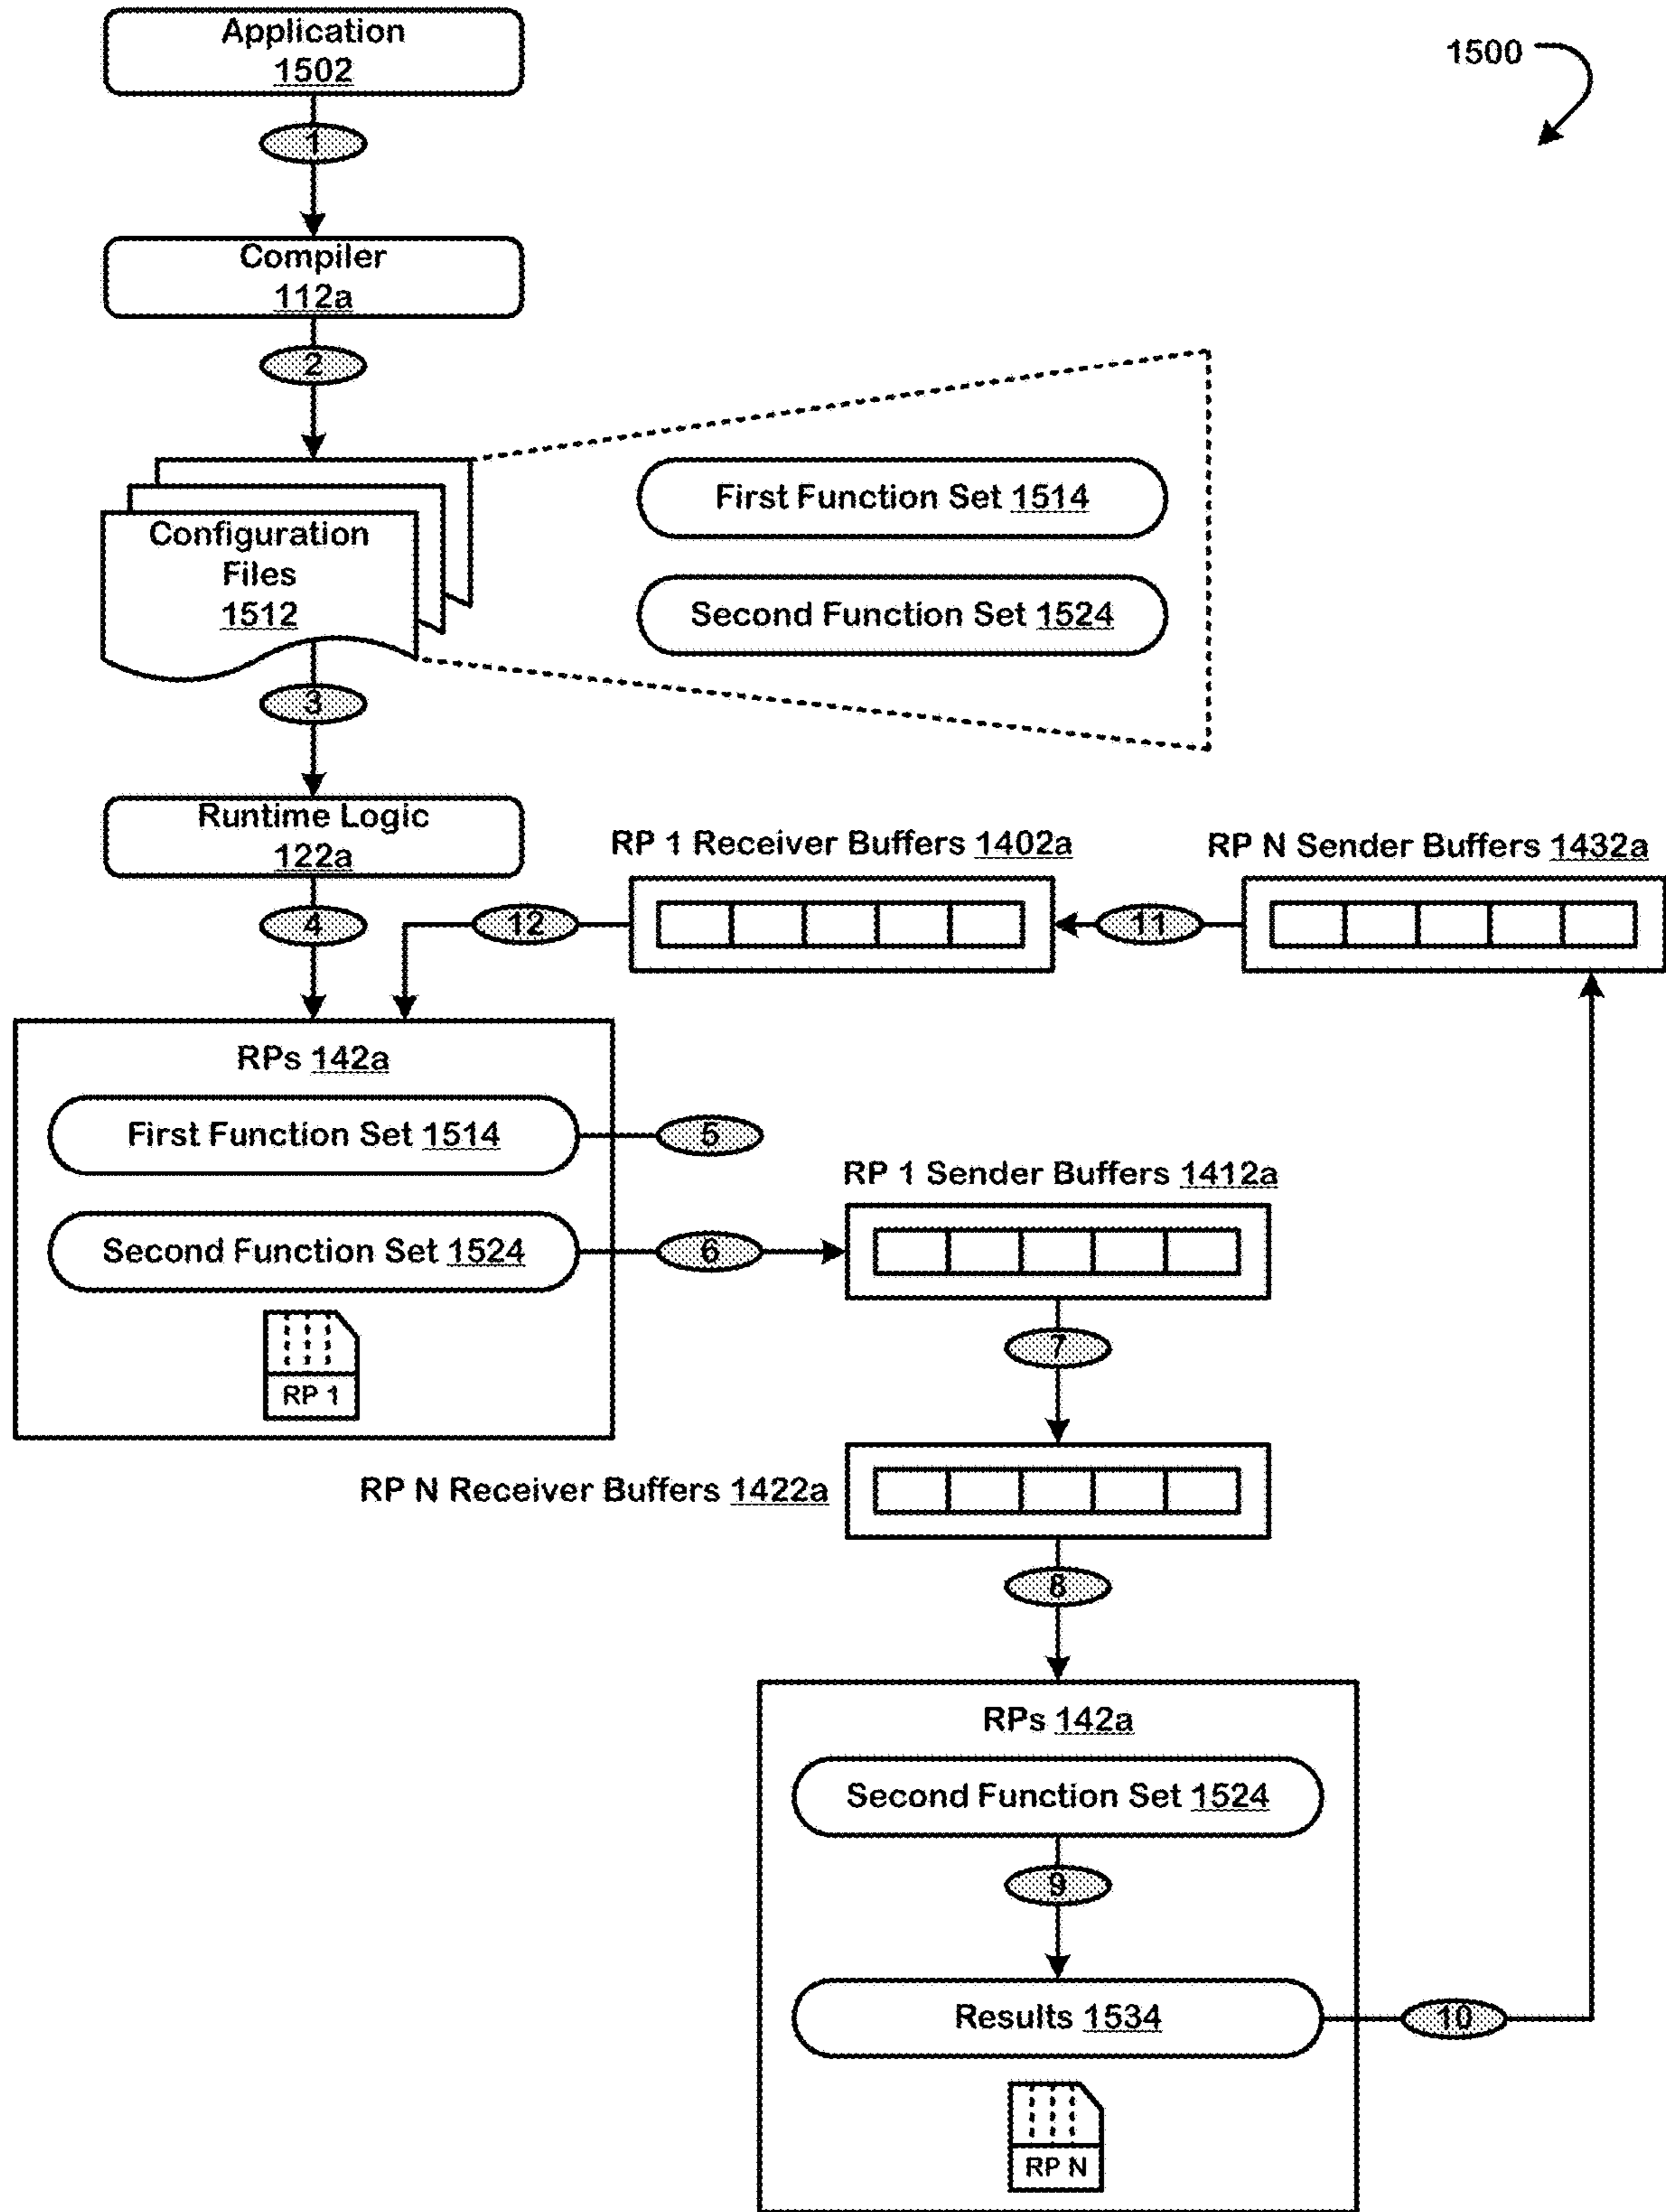 Application
1502
1500
1
Compiler
112a
2
First Function Set 1514
Configuration
Files
1512
Second Function Set 1524
3
Runtime Logic
122a
RP 1 Receiver Buffers 1402a
RP N Sender Buffers 1432a
4
12
11
RPs 142a
First Function Set 1514
5
RP 1 Sender Buffers 1412a
Second Function Set 1524
6
7
RP 1
RP N Receiver Buffers 1422a
8
RPs 142a
Second Function Set 1524
9
Results 1534
10
RP N